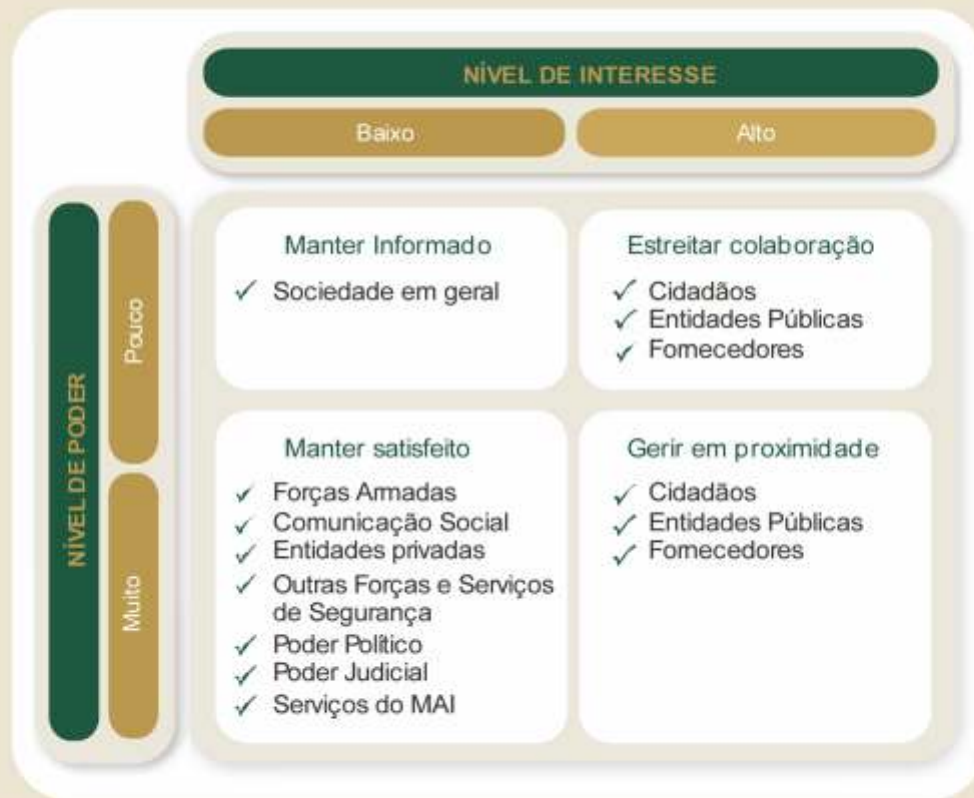 NÍVEL DE INTERESSE
Baixo
Alto
NÍVEL DE PODER
Pouco
Muito
Manter Informado
Sociedade em geral
Estreitar colaboração
Cidadãos
Entidades Públicas
Fornecedores
Manter satisfeito
Forças Armadas
Comunicação Social
Entidades privadas
Outras Forças e Serviços
de Segurança
Poder Político
Poder Judicial
Serviços do MAI
Gerir em proximidade
Cidadãos
Entidades Públicas
Fornecedores